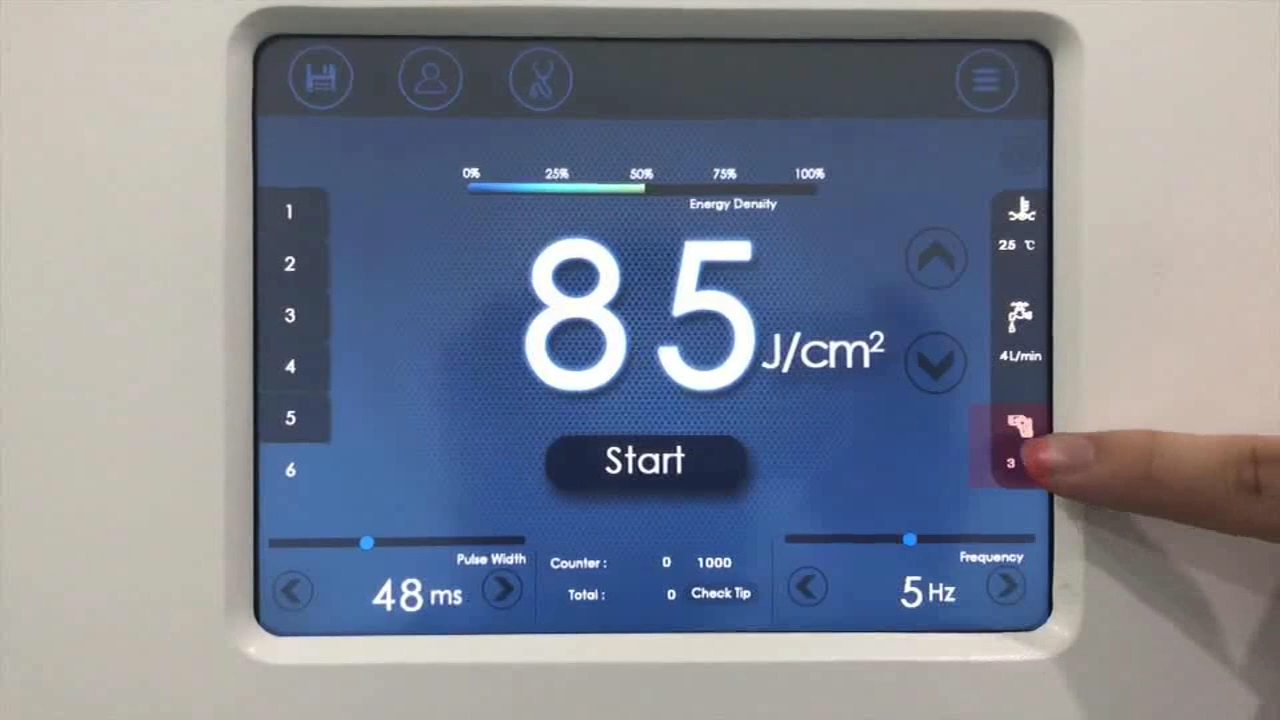 0% 25% 50% 75% 100%
Energy Density
1
2
3
4
5
6
85 J/cm²
Start
25 ℃
4L/min
3
Pulse Width
48 ms
Counter : 0 1000
Total : 0 Check Tip
Frequency
5 Hz